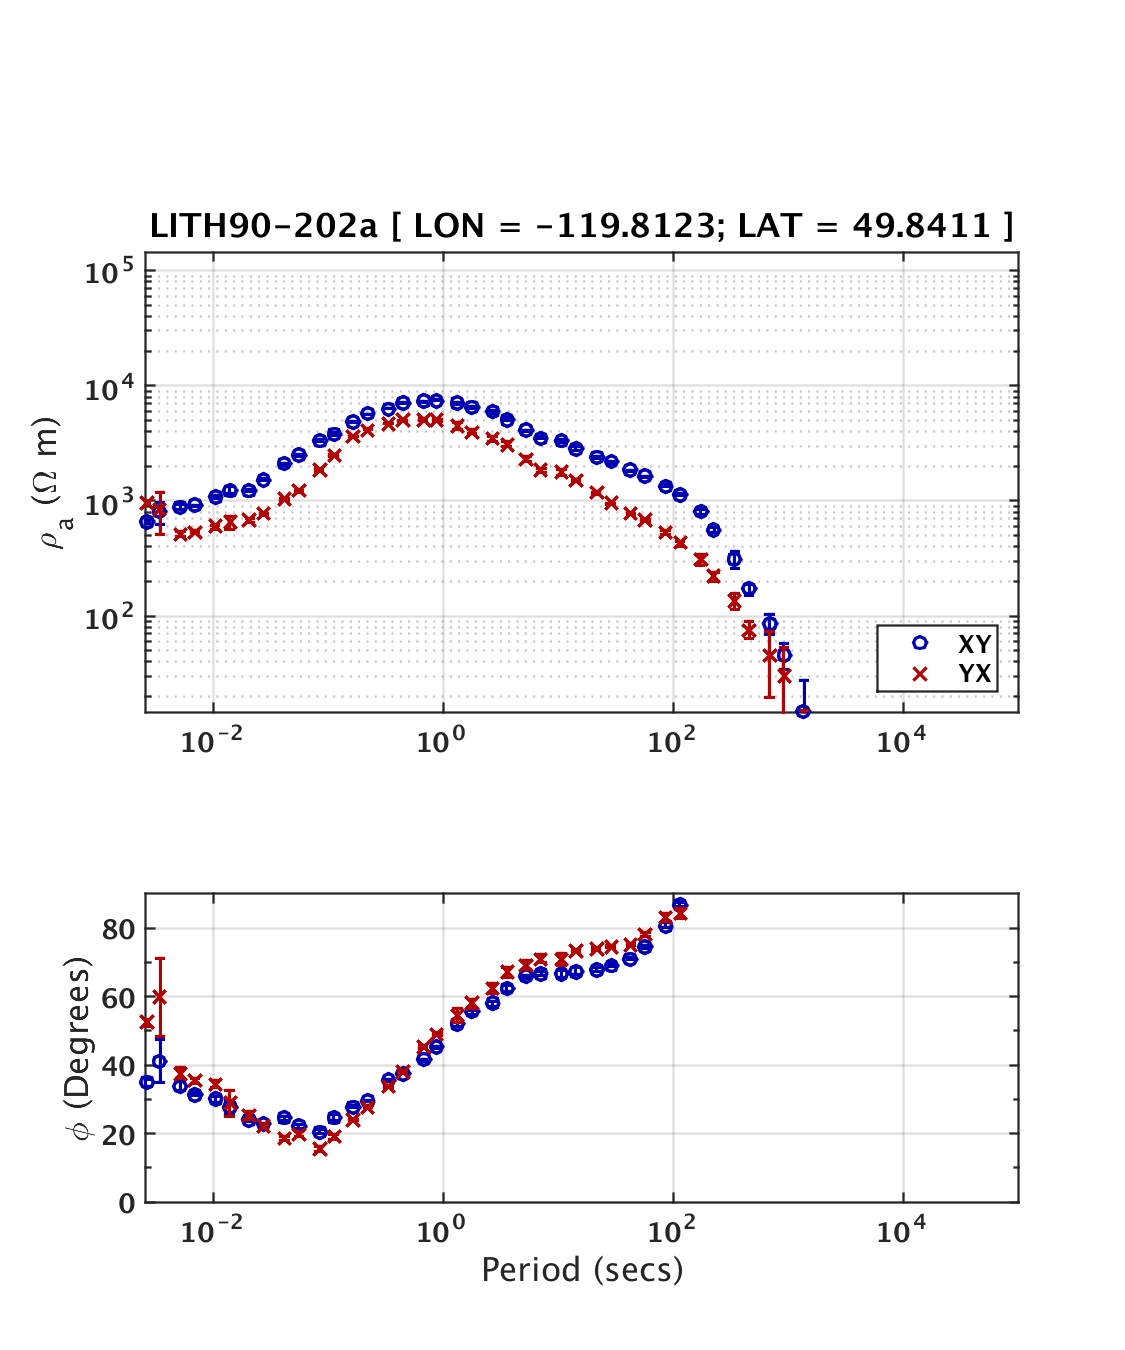 LITH90-202a [ LON = -119.8123; LAT = 49.8411 ]
10^5
10^4
10^3
10^2
ρ_a (Ω m)
XY
YX
10^-2 10^0 10^2 10^4
80
60
40
20
0
ϕ (Degrees)
10^-2 10^0 10^2 10^4
Period (secs)